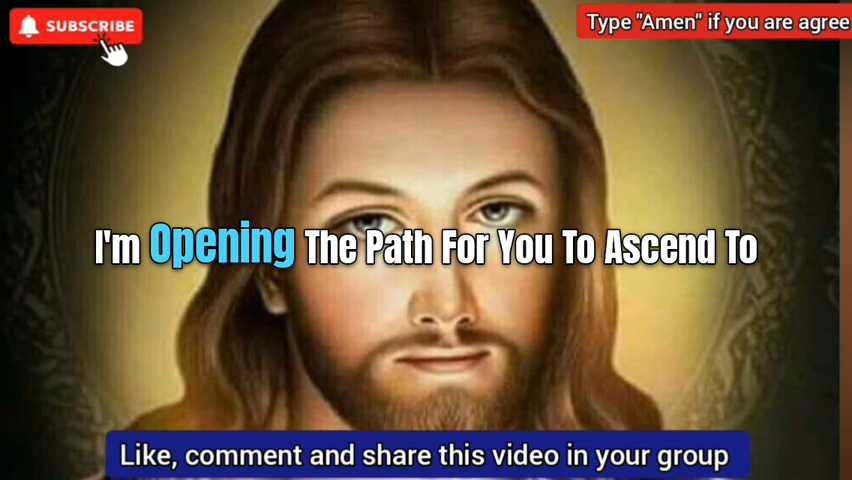 SUBSCRIBE
Type "Amen" if you are agree
I'm Opening The Path For You To Ascend To
Like, comment and share this video in your group